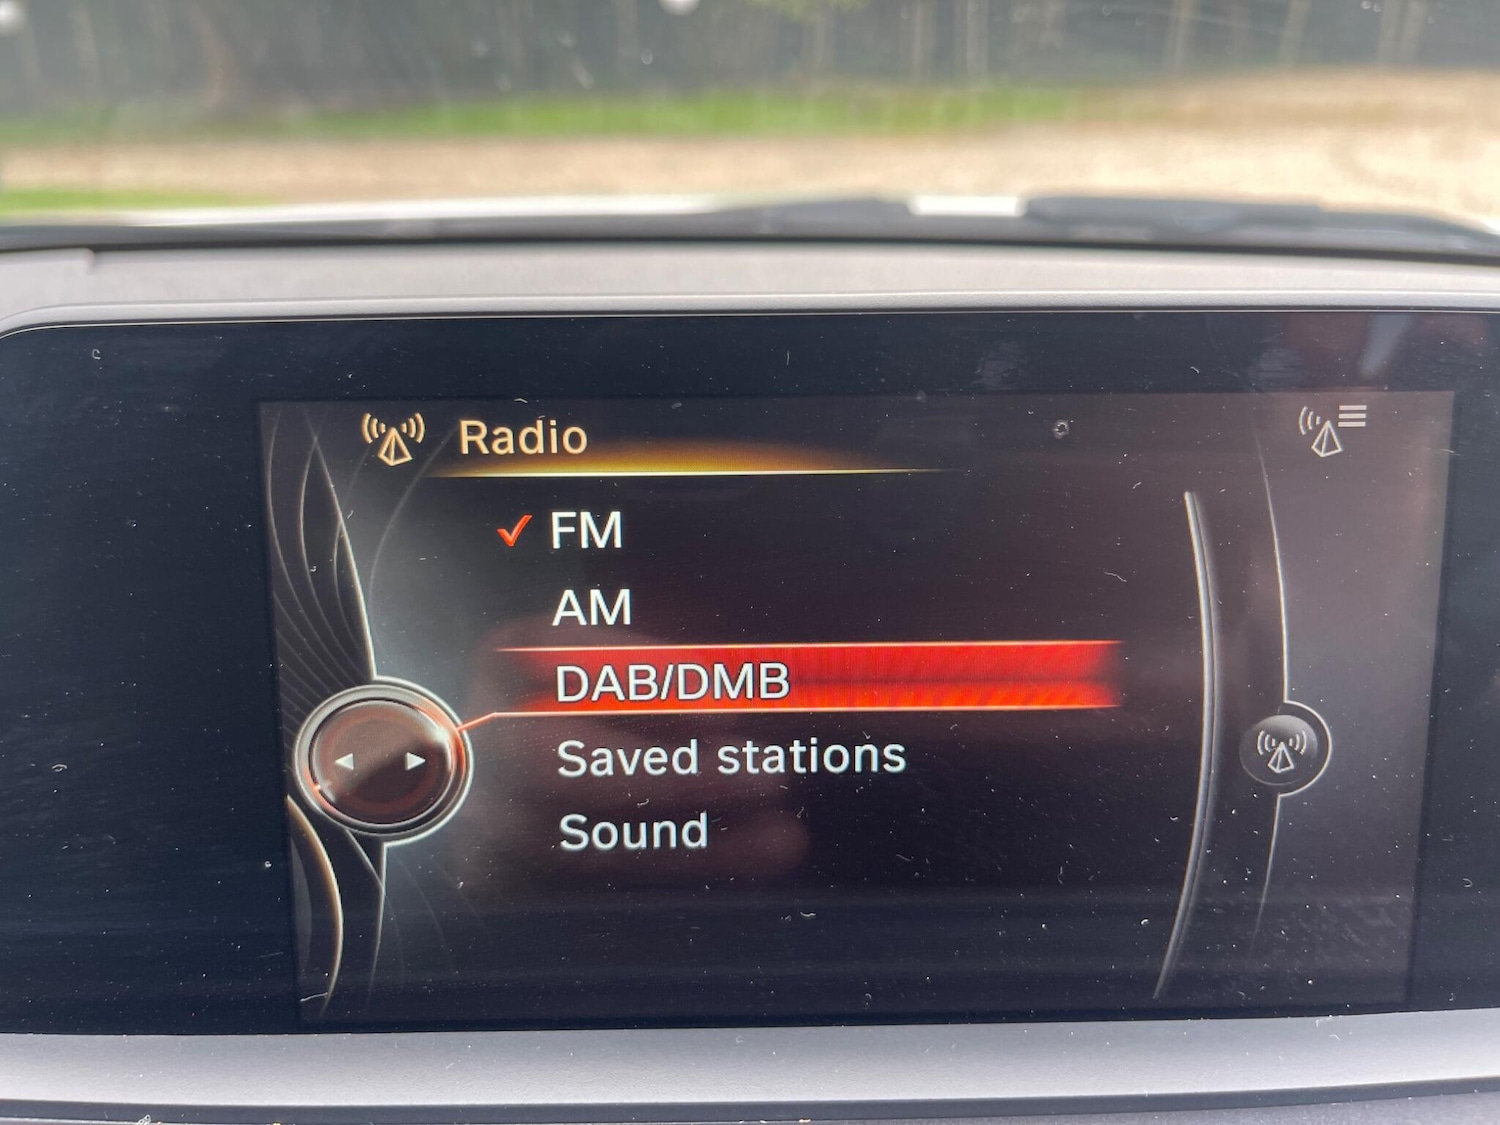 Radio
FM
AM
DAB/DMB
Saved stations
Sound